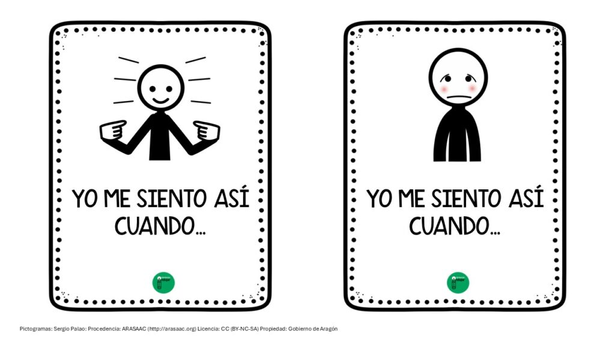 YO ME SIENTO ASÍ
CUANDO...
YO ME SIENTO ASÍ
CUANDO...
Pictogramas: Sergio Palao: Procedencia: ARASAAC (http://arasaac.org) Licencia: CC (BY-NC-SA) Propiedad: Gobierno de Aragón